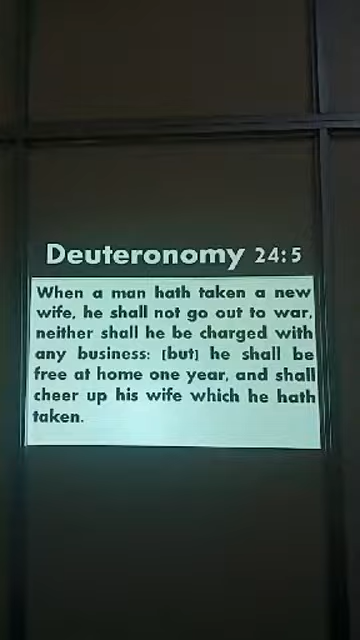 Deuteronomy 24:5
When a man hath taken a new
wife, he shall not go out to war,
neither shall he be charged with
any business: [but] he shall be
free at home one year, and shall
cheer up his wife which he hath
taken.